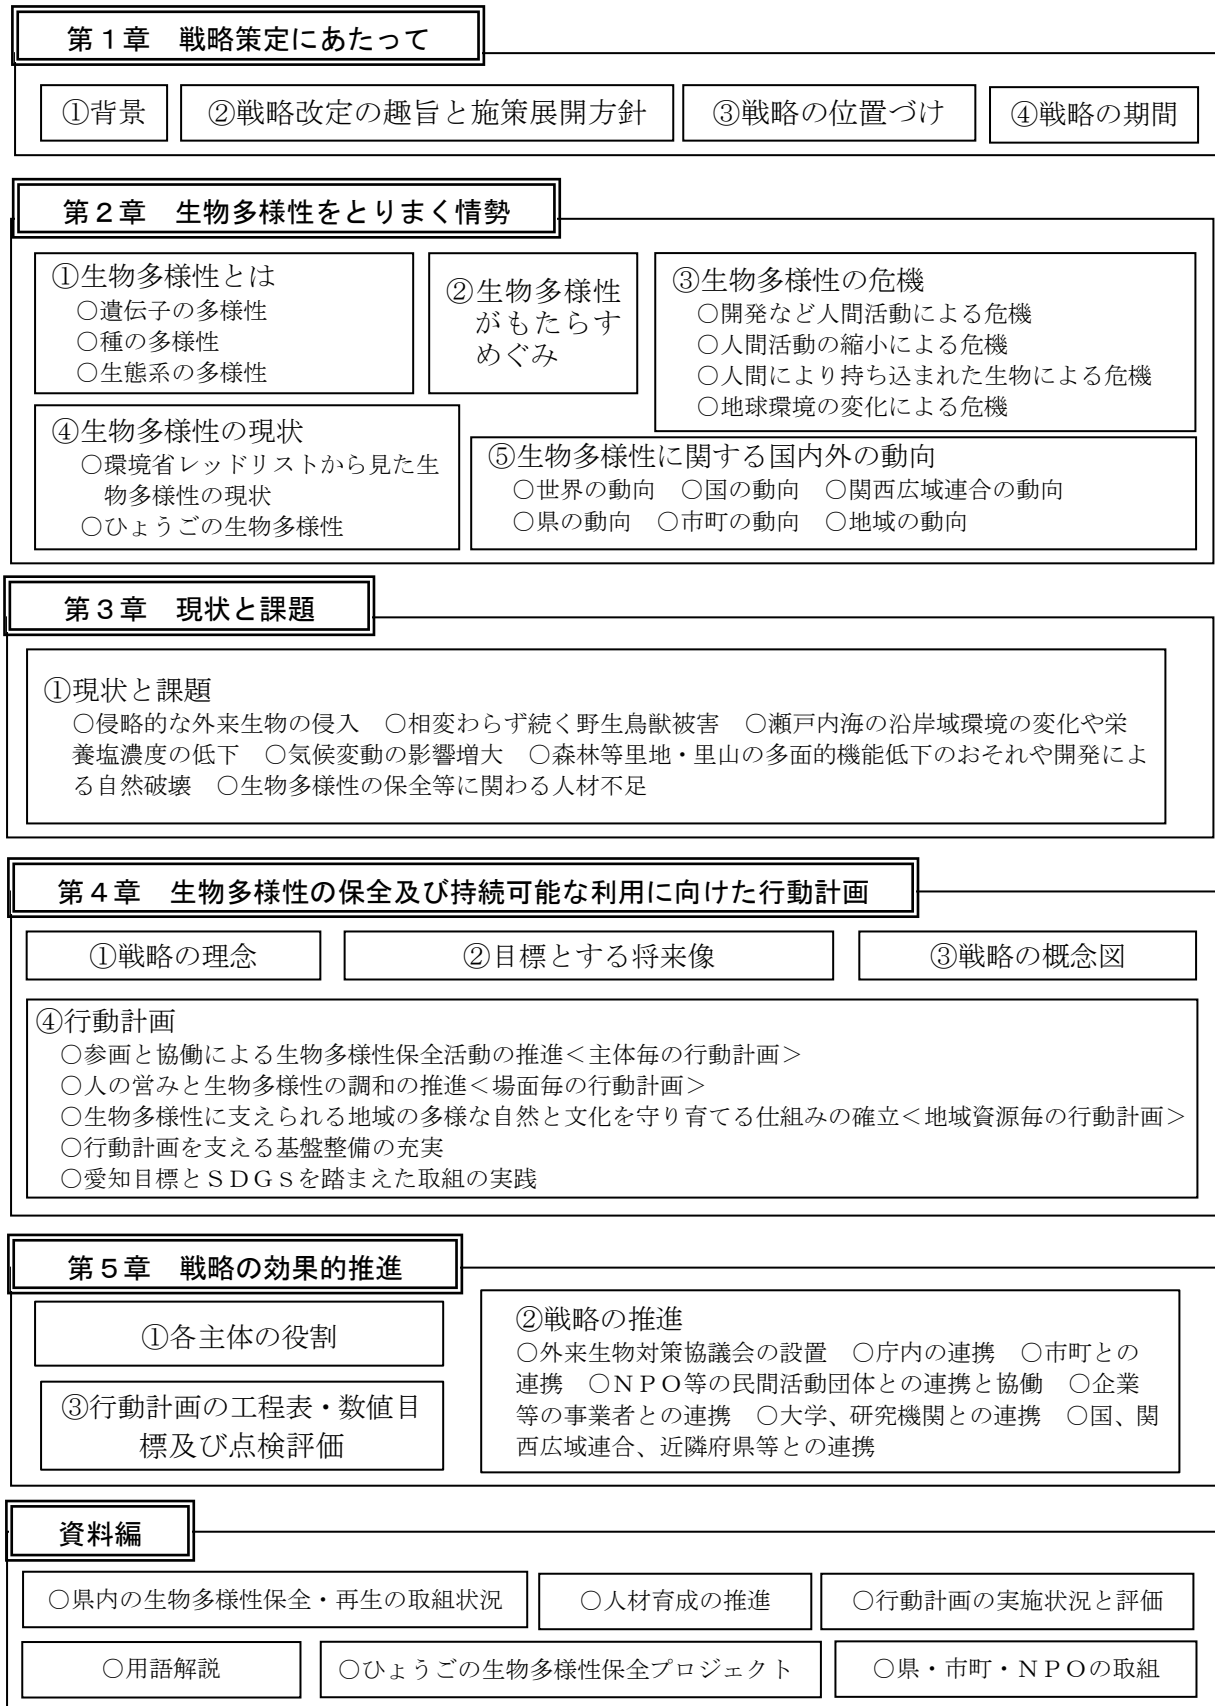 第1章　戦略策定にあたって
①背景
②戦略改定の趣旨と施策展開方針
③戦略の位置づけ
④戦略の期間
第2章　生物多様性をとりまく情勢
①生物多様性とは
○遺伝子の多様性
○種の多様性
○生態系の多様性
②生物多様性
がもたらす
めぐみ
③生物多様性の危機
○開発など人間活動による危機
○人間活動の縮小による危機
○人間により持ち込まれた生物による危機
○地球環境の変化による危機
④生物多様性の現状
○環境省レッドリストから見た生
物多様性の現状
○ひょうごの生物多様性
⑤生物多様性に関する国内外の動向
○世界の動向　○国の動向　○関西広域連合の動向
○県の動向　○市町の動向　○地域の動向
第3章　現状と課題
①現状と課題
○侵略的な外来生物の侵入　○相変わらず続く野生鳥獣被害　○瀬戸内海の沿岸域環境の変化や栄
養塩濃度の低下　○気候変動の影響増大　○森林等里地・里山の多面的機能低下のおそれや開発によ
る自然破壊　○生物多様性の保全等に関わる人材不足
第4章　生物多様性の保全及び持続可能な利用に向けた行動計画
①戦略の理念
②目標とする将来像
③戦略の概念図
④行動計画
○参画と協働による生物多様性保全活動の推進＜主体毎の行動計画＞
○人の営みと生物多様性の調和の推進＜場面毎の行動計画＞
○生物多様性に支えられる地域の多様な自然と文化を守り育てる仕組みの確立＜地域資源毎の行動計画＞
○行動計画を支える基盤整備の充実
○愛知目標とＳＤＧｓを踏まえた取組の実践
第5章　戦略の効果的推進
①各主体の役割
②戦略の推進
○外来生物対策協議会の設置　○庁内の連携　○市町との
連携　○ＮＰＯ等の民間活動団体との連携と協働　○企業
等の事業者との連携　○大学、研究機関との連携　○国、関
西広域連合、近隣府県等との連携
③行動計画の工程表・数値目
標及び点検評価
資料編
○県内の生物多様性保全・再生の取組状況
○人材育成の推進
○行動計画の実施状況と評価
○用語解説
○ひょうごの生物多様性保全プロジェクト
○県・市町・ＮＰＯの取組